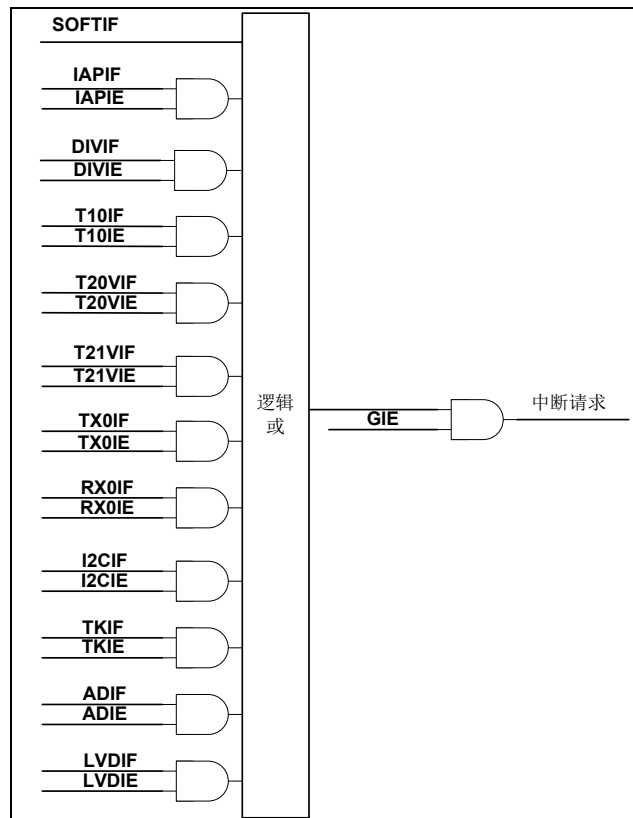 SOFTIF
IAPIF
IAPIE
DIVIF
DIVIE
T10IF
T10IE
T20VIF
T20VIE
T21VIF
T21VIE
TX0IF
TX0IE
RX0IF
RX0IE
I2CIF
I2CIE
TKIF
TKIE
ADIF
ADIE
LVDIF
LVDIE
逻辑
或
GIE
中断请求